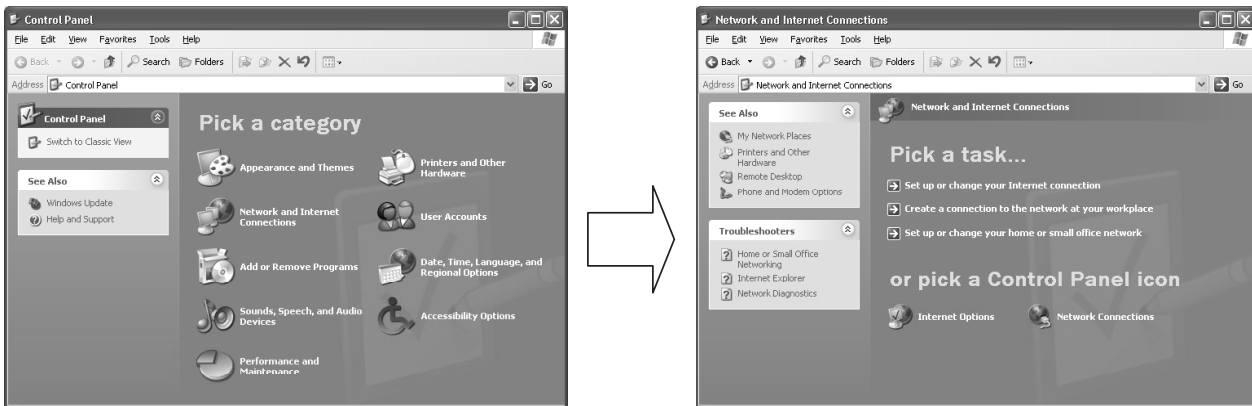 Control Panel
File Edit View Favorites Tools Help
Back Search Folders
Address Control Panel Go
Control Panel
Switch to Classic View
See Also
Windows Update
Help and Support
Pick a category
Appearance and Themes
Printers and Other
Hardware
Network and Internet
Connections
User Accounts
Add or Remove Programs
Date, Time, Language, and
Regional Options
Sounds, Speech, and Audio
Devices
Accessibility Options
Performance and
Maintenance
Network and Internet Connections
File Edit View Favorites Tools Help
Back Search Folders
Address Network and Internet Connections Go
See Also
My Network Places
Printers and Other
Hardware
Remote Desktop
Phone and Modem Options
Troubleshooters
Home or Small Office
Networking
Internet Explorer
Network Diagnostics
Network and Internet Connections
Pick a task...
Set up or change your Internet connection
Create a connection to the network at your workplace
Set up or change your home or small office network
or pick a Control Panel icon
Internet Options
Network Connections